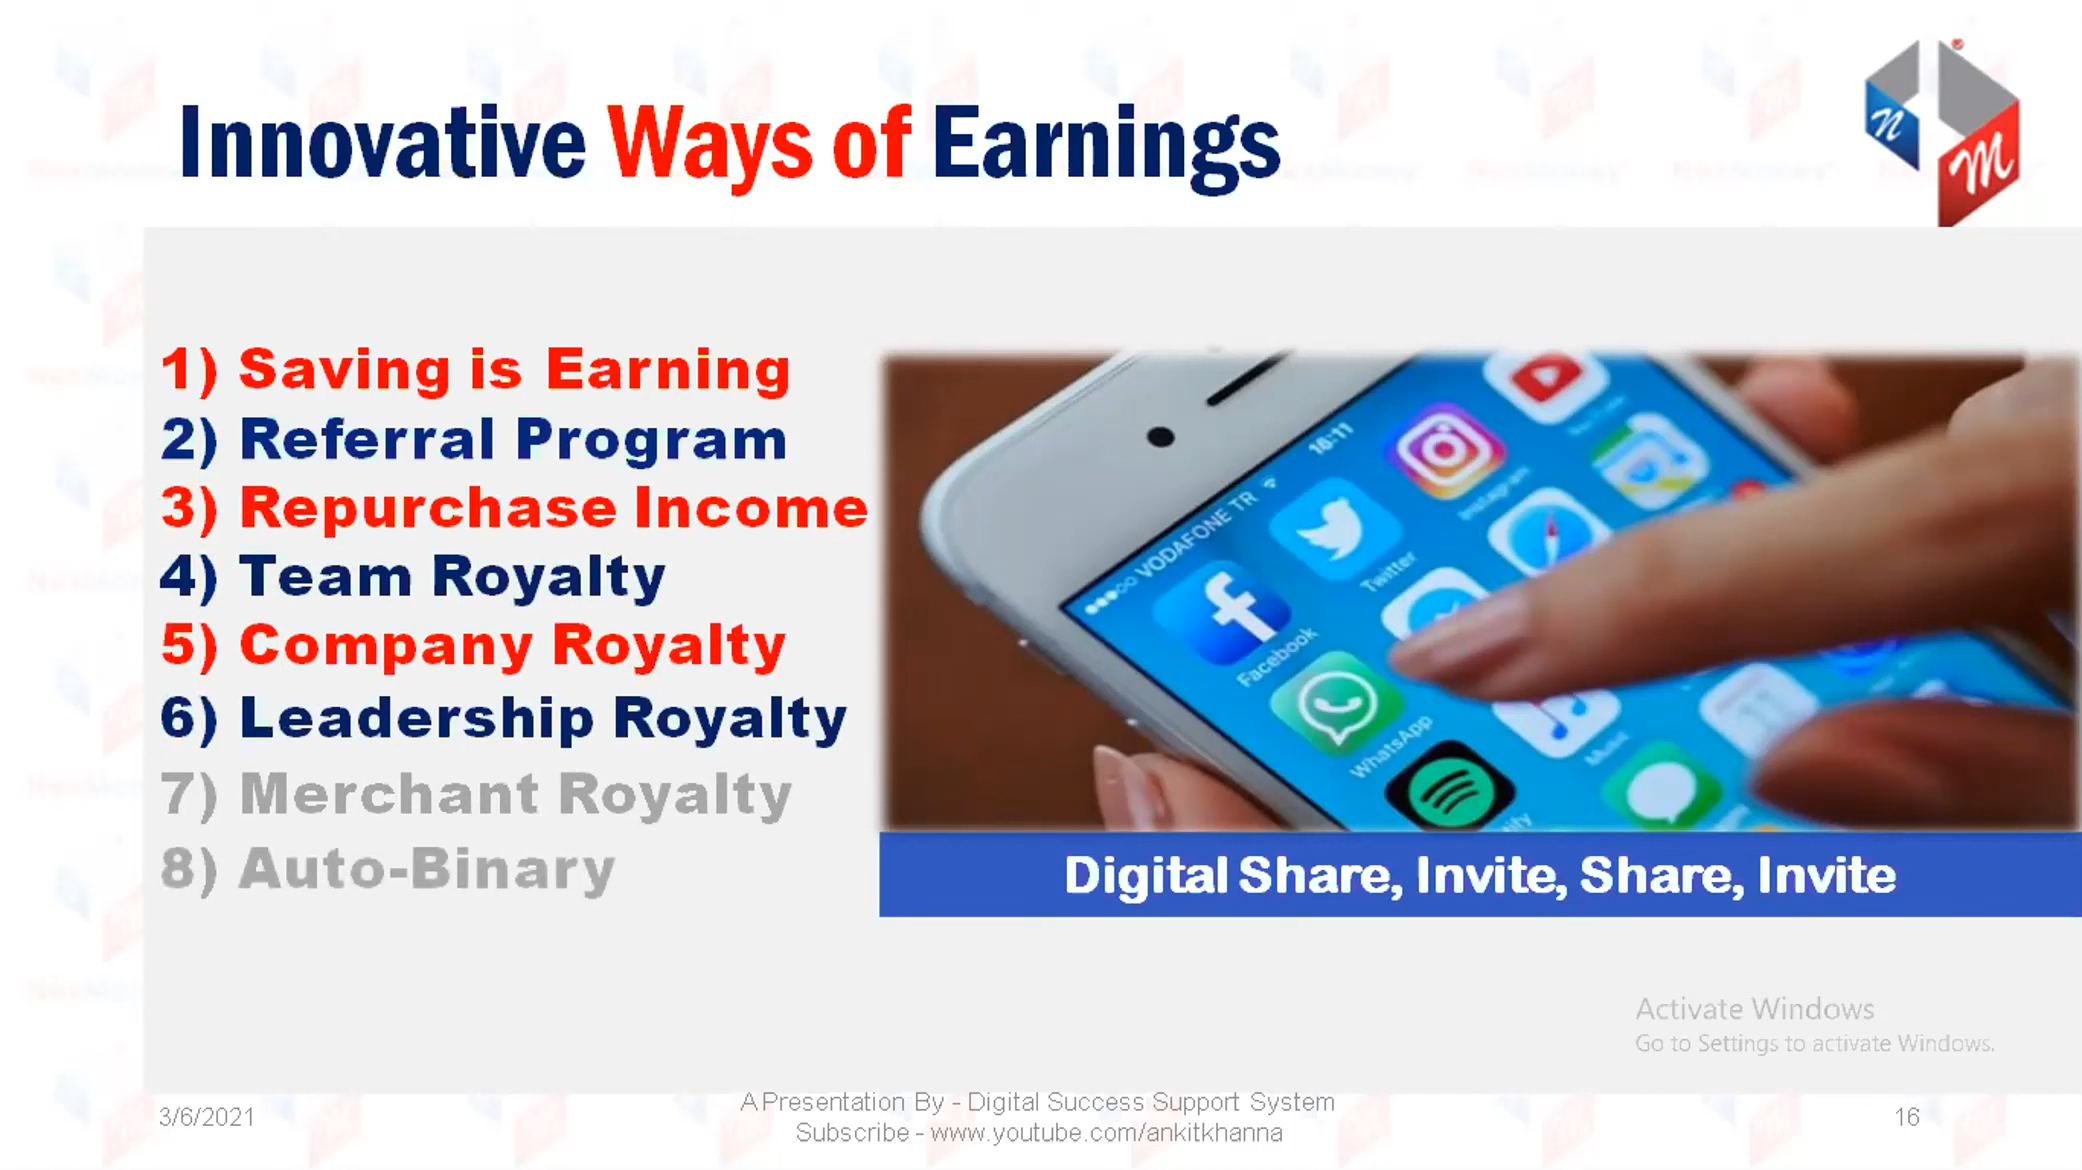 Innovative Ways of Earnings
n
M
1) Saving is Earning
2) Referral Program
3) Repurchase Income
4) Team Royalty
5) Company Royalty
6) Leadership Royalty
7) Merchant Royalty
8) Auto-Binary
16:11
VODAFONE TR
Instagram
Twitter
Facebook
WhatsApp
Music
Digital Share, Invite, Share, Invite
Activate Windows
Go to Settings to activate Windows.
3/6/2021
A Presentation By - Digital Success Support System
Subscribe - www.youtube.com/ankitkhanna
16